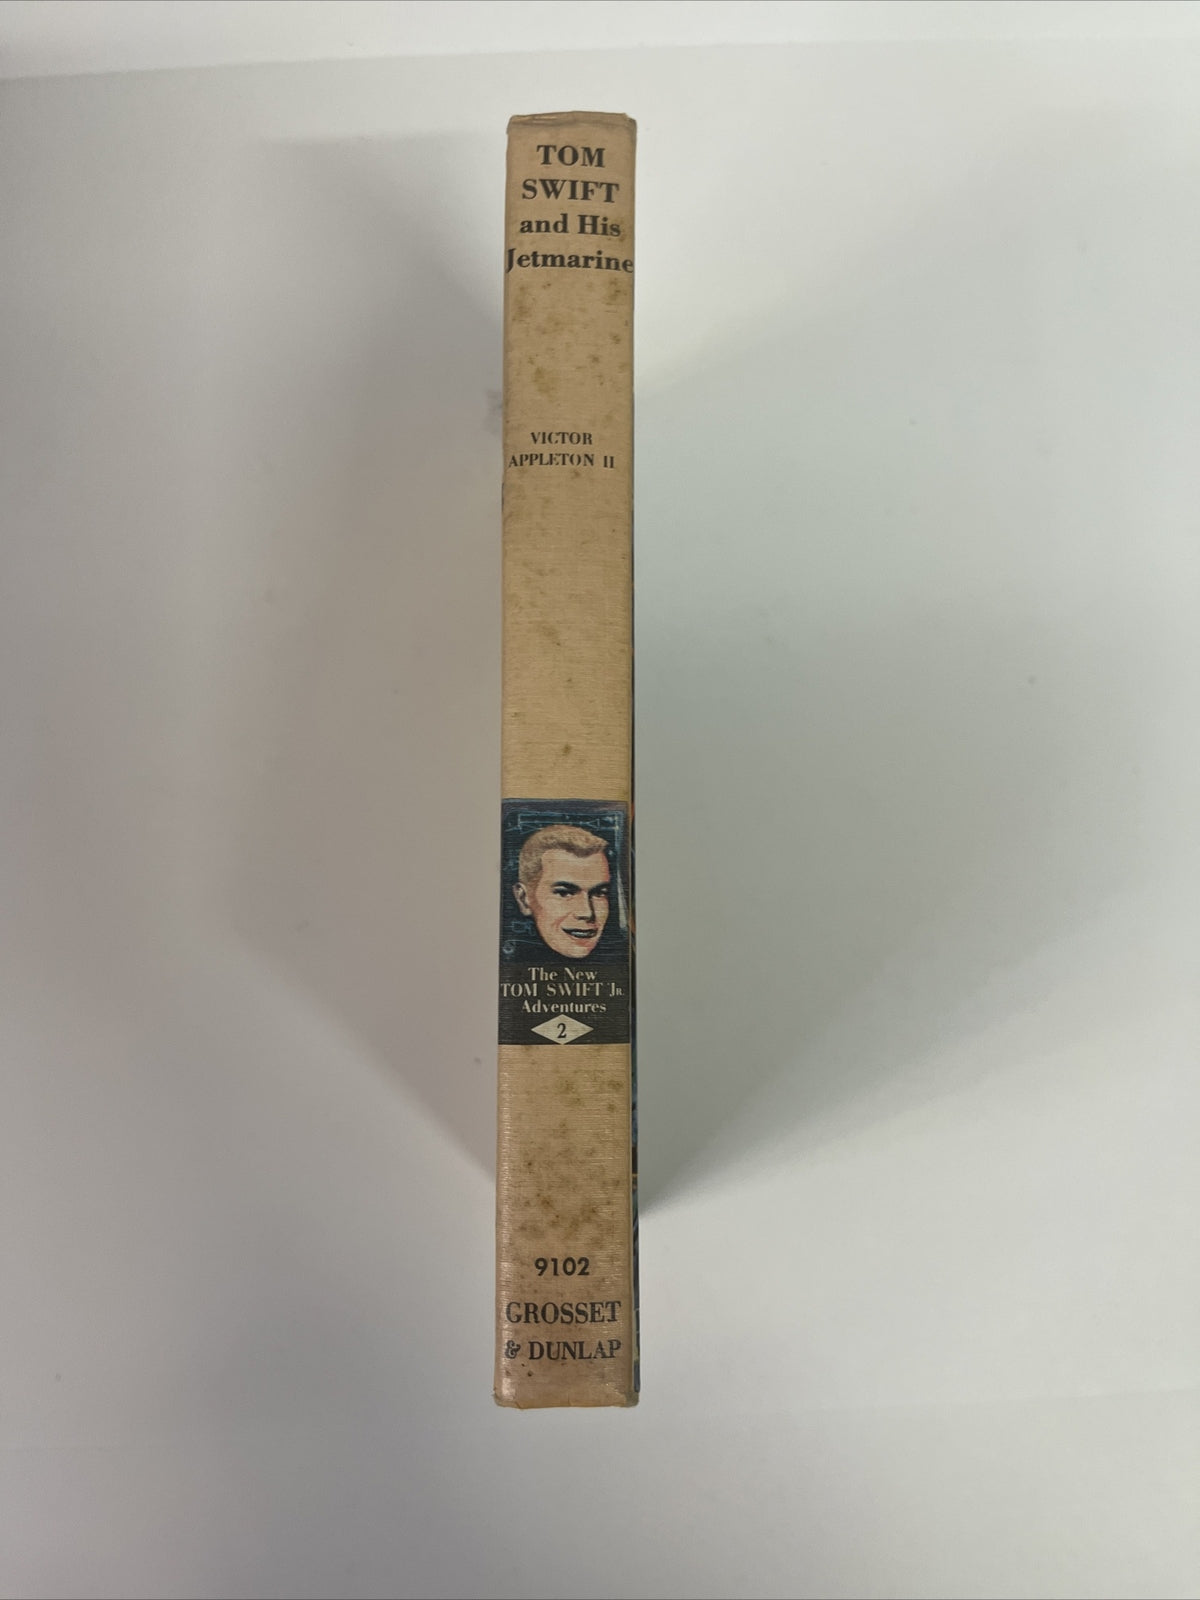 TOM
SWIFT
and His
Jetmarine
VICTOR
APPLETON II
The New
TOM SWIFT JR.
Adventures
2
9102
GROSSET
& DUNLAP